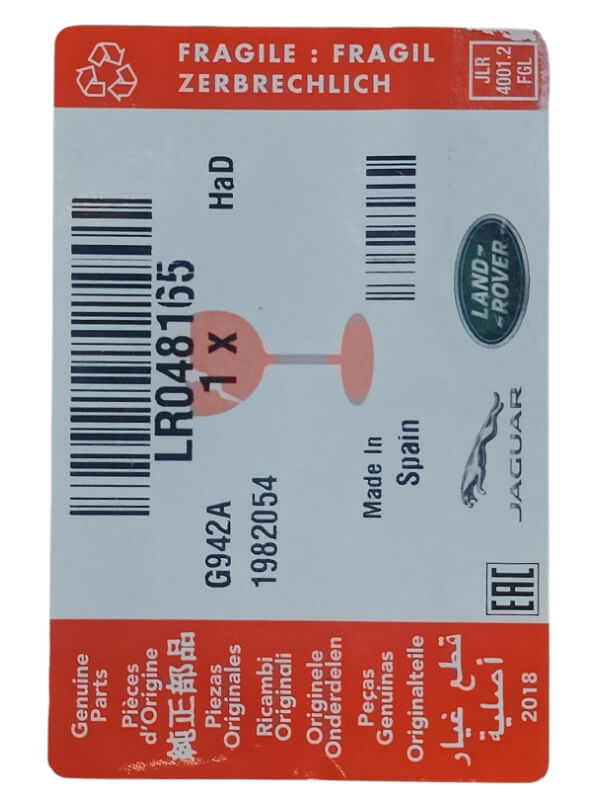 FRAGILE : FRAGIL
ZERBRECHLICH
JLR
4001.2
FGL
LR048165
1 x
HaD
G942A
1982054
Made In
Spain
LAND-
ROVER
JAGUAR
EAC
Genuine
Parts
Pièces
d'Origine
純正部品
Piezas
Originales
Ricambi
Originali
Originele
Onderdelen
Peças
Genuinas
Originalteile
قطع غيار
أصلية
2018